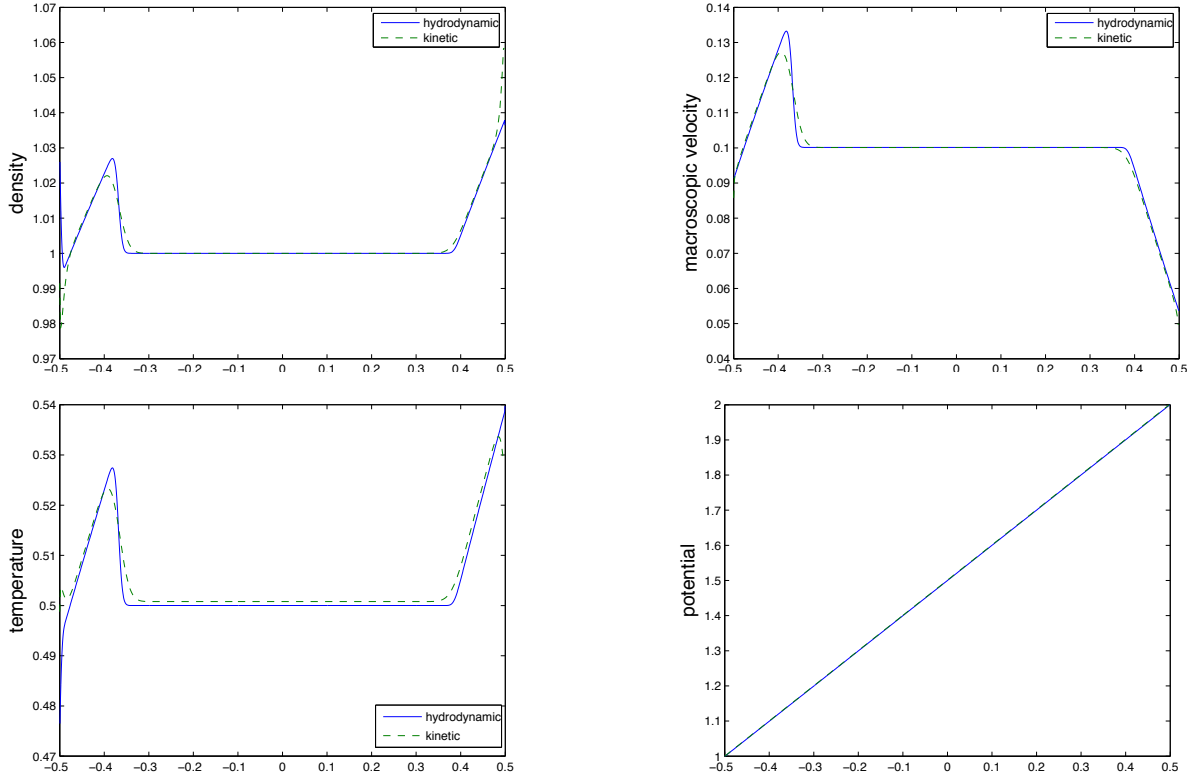 1.07
1.06
1.05
1.04
1.03
1.02
1.01
1
0.99
0.98
0.97
density
hydrodynamic
kinetic
−0.5 −0.4 −0.3 −0.2 −0.1 0 0.1 0.2 0.3 0.4 0.5
0.14
0.13
0.12
0.11
0.1
0.09
0.08
0.07
0.06
0.05
0.04
macroscopic velocity
hydrodynamic
kinetic
−0.5 −0.4 −0.3 −0.2 −0.1 0 0.1 0.2 0.3 0.4 0.5
0.54
0.53
0.52
0.51
0.5
0.49
0.48
0.47
temperature
hydrodynamic
kinetic
−0.5 −0.4 −0.3 −0.2 −0.1 0 0.1 0.2 0.3 0.4 0.5
2
1.9
1.8
1.7
1.6
1.5
1.4
1.3
1.2
1.1
1
potential
−0.5 −0.4 −0.3 −0.2 −0.1 0 0.1 0.2 0.3 0.4 0.5